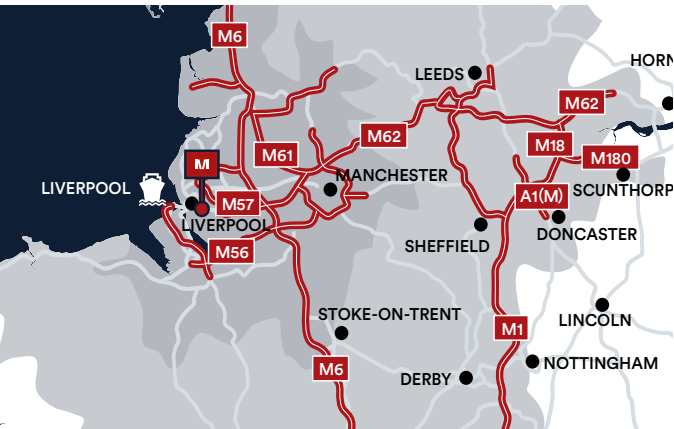 M6
HORN
LEEDS
M62
M62
M18
M61
M180
M
MANCHESTER
LIVERPOOL
SCUNTHORP
A1(M)
M57
LIVERPOOL
DONCASTER
SHEFFIELD
M56
STOKE-ON-TRENT
LINCOLN
M1
NOTTINGHAM
M6
DERBY